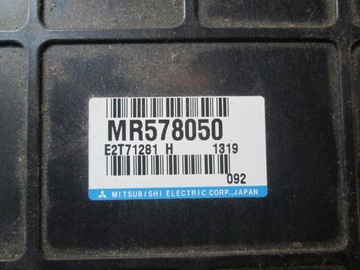 MR578050
E2T71281 H 1319
092
MITSUBISHI ELECTRIC CORP., JAPAN